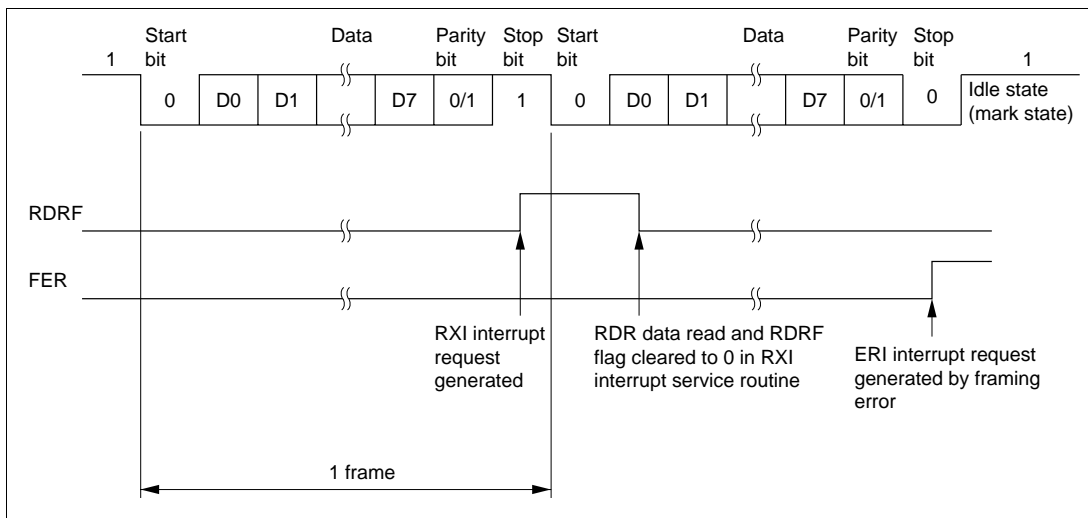 1
Start bit
Data
Parity bit
Stop bit
Start bit
Data
Parity bit
Stop bit
1
0 D0 D1 D7 0/1 1 0 D0 D1 D7 0/1 0 Idle state (mark state)
RDRF
FER
RXI interrupt
request
generated
RDR data read and RDRF
flag cleared to 0 in RXI
interrupt service routine
ERI interrupt request
generated by framing
error
1 frame